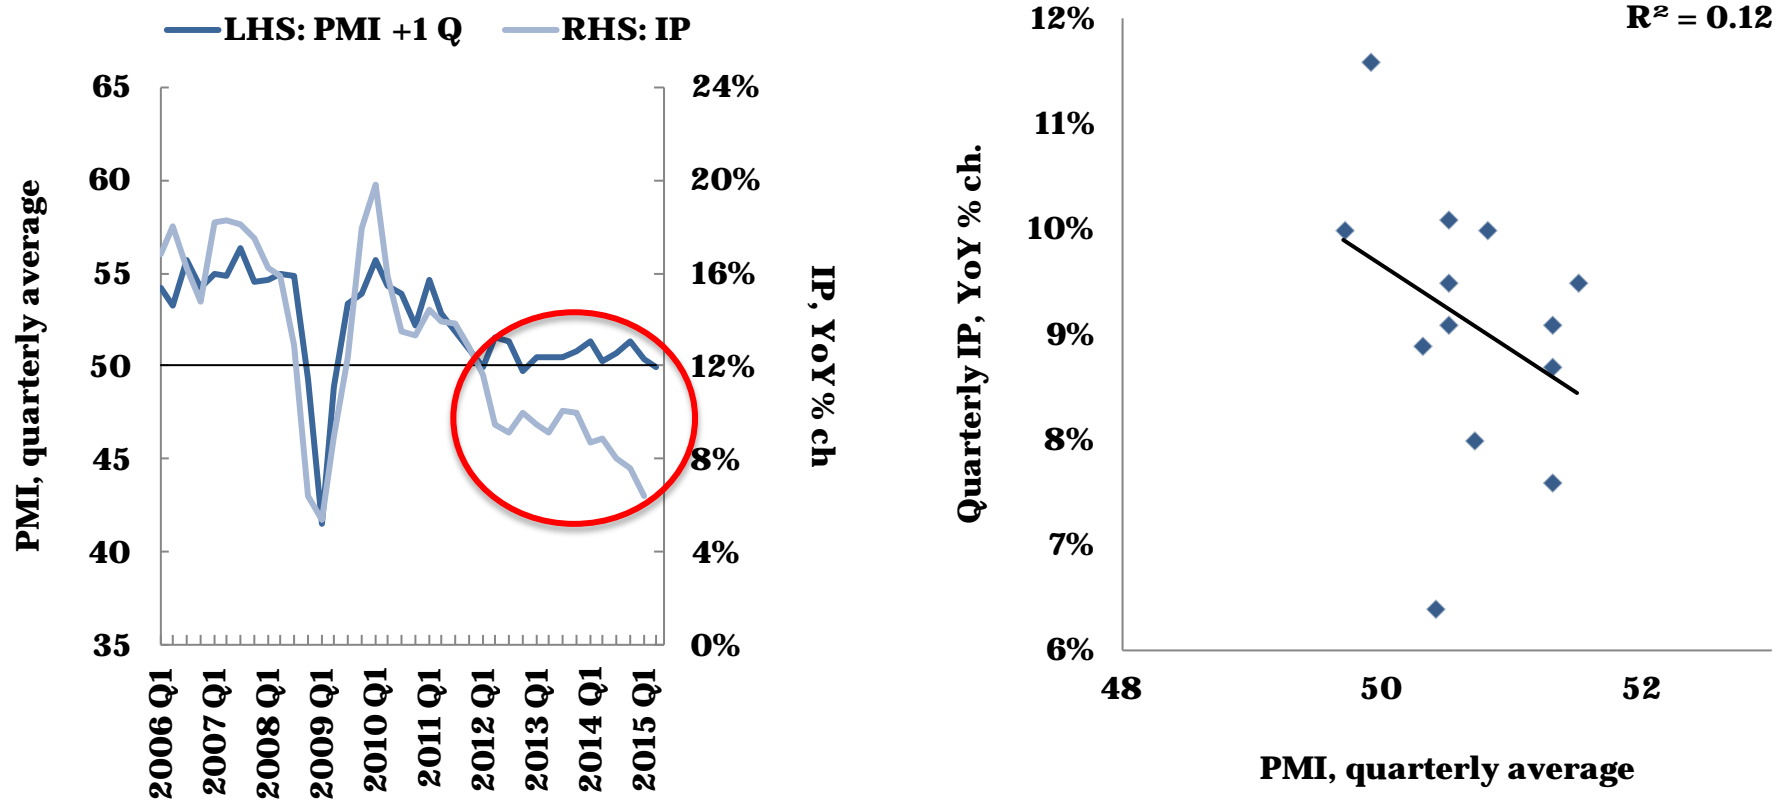 LHS: PMI +1 Q
RHS: IP
65
60
55
50
45
40
35
PMI, quarterly average
24%
20%
16%
12%
8%
4%
0%
IP, YoY % ch
2006 Q1
2007 Q1
2008 Q1
2009 Q1
2010 Q1
2011 Q1
2012 Q1
2013 Q1
2014 Q1
2015 Q1
R² = 0.12
12%
11%
10%
9%
8%
7%
6%
Quarterly IP, YoY % ch.
48
50
52
PMI, quarterly average